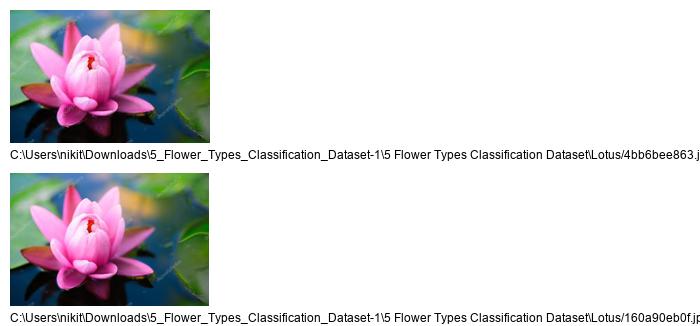 C:\Users\nikit\Downloads\5_Flower_Types_Classification_Dataset-1\5 Flower Types Classification Dataset\Lotus/4bb6bee863.j
C:\Users\nikit\Downloads\5_Flower_Types_Classification_Dataset-1\5 Flower Types Classification Dataset\Lotus/160a90eb0f.jp